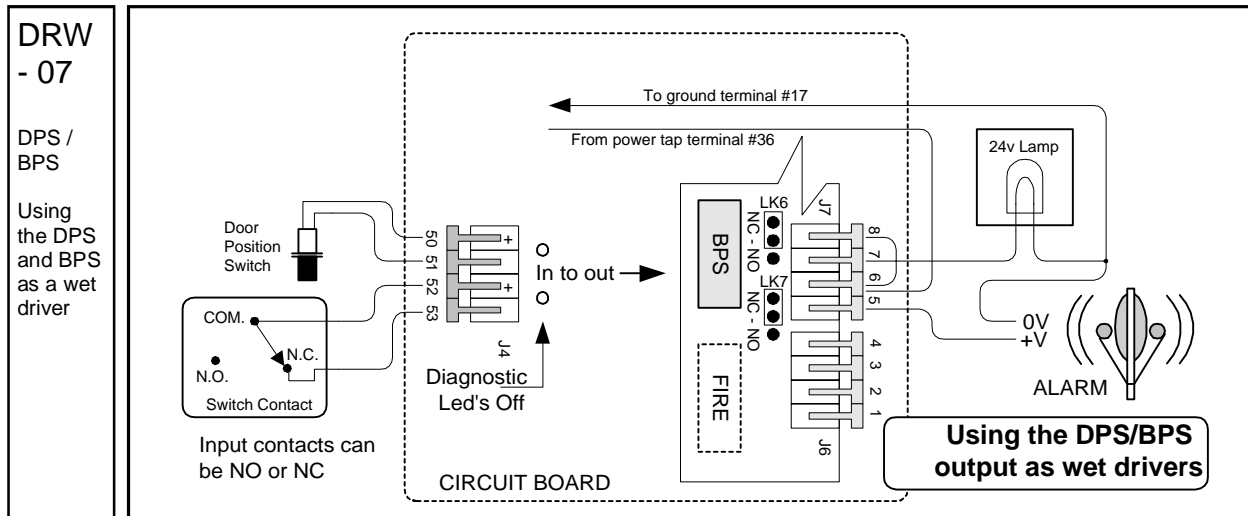 DRW
- 07
DPS /
BPS
Using
the DPS
and BPS
as a wet
driver
To ground terminal #17
From power tap terminal #36
24v Lamp
Door
Position
Switch
50
51
52
53
+
+
J4
In to out
Diagnostic
Led's Off
COM.
N.C.
N.O.
Switch Contact
Input contacts can
be NO or NC
CIRCUIT BOARD
BPS
FIRE
LK6
NC - NO
LK7
NC - NO
J7
8
7
6
5
4
3
2
1
J6
0V
+V
ALARM
Using the DPS/BPS
output as wet drivers